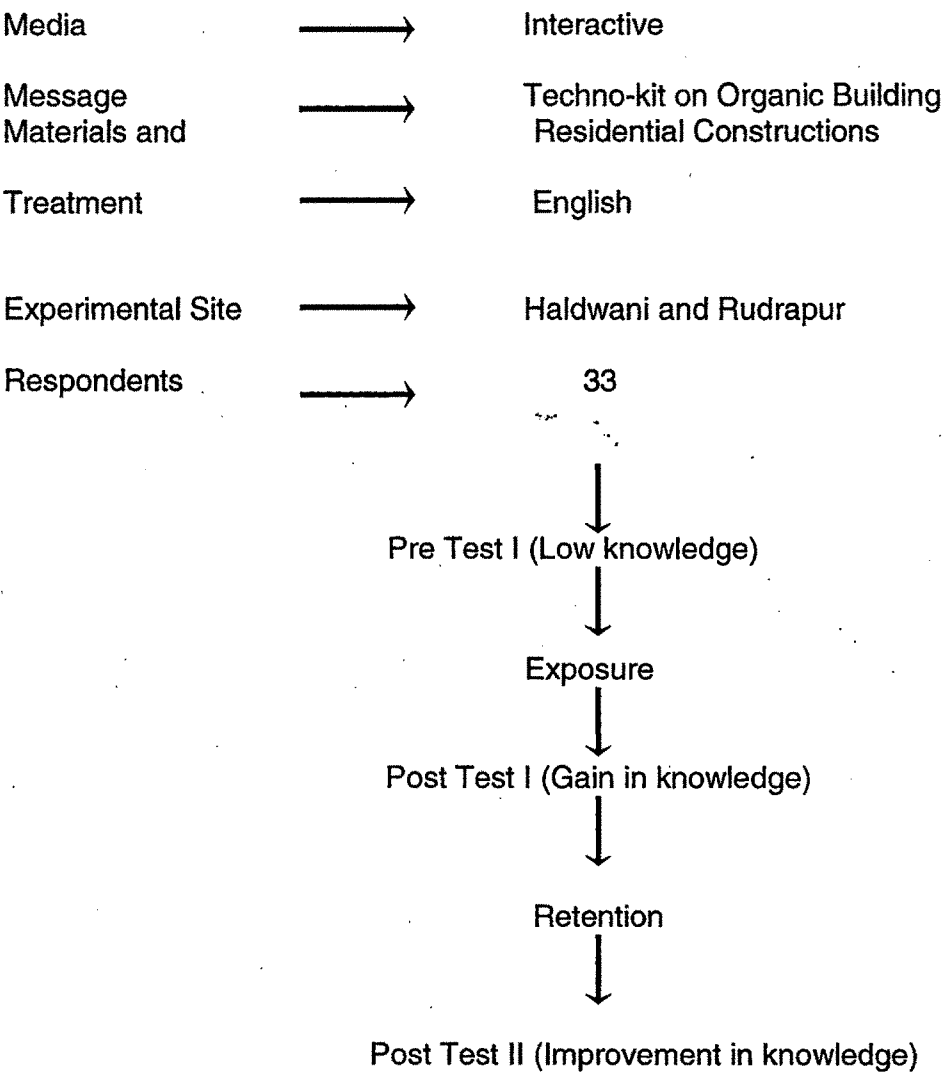 Media Interactive
Message Techno-kit on Organic Building
Materials and Residential Constructions
Treatment English
Experimental Site Haldwani and Rudrapur
Respondents 33
Pre Test I (Low knowledge)
Exposure
Post Test I (Gain in knowledge)
Retention
Post Test II (Improvement in knowledge)